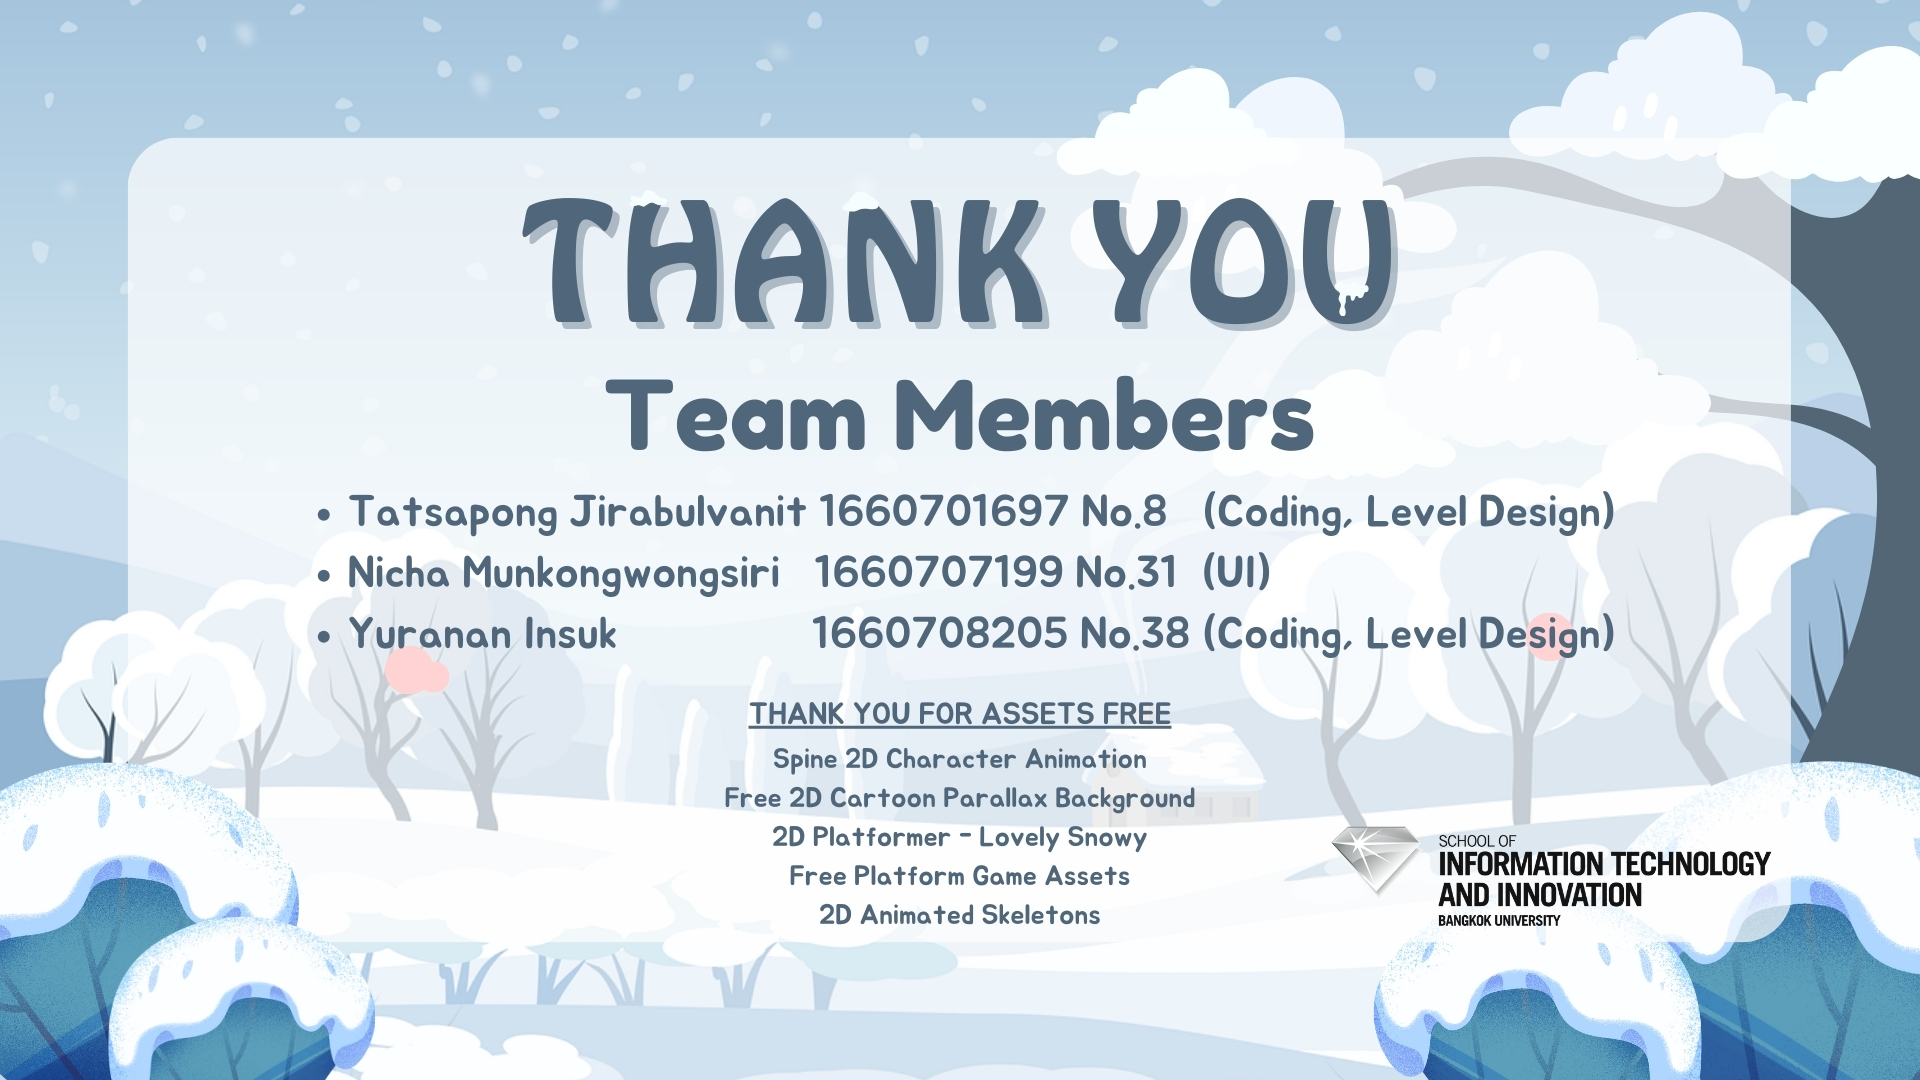 THANK YOU
Team Members
• Tatsapong Jirabulvanit 1660701697 No.8 (Coding, Level Design)
• Nicha Munkongwongsiri 1660707199 No.31 (UI)
• Yuranan Insuk 1660708205 No.38 (Coding, Level Design)
THANK YOU FOR ASSETS FREE
Spine 2D Character Animation
Free 2D Cartoon Parallax Background
2D Platformer - Lovely Snowy
Free Platform Game Assets
2D Animated Skeletons
SCHOOL OF
INFORMATION TECHNOLOGY
AND INNOVATION
BANGKOK UNIVERSITY